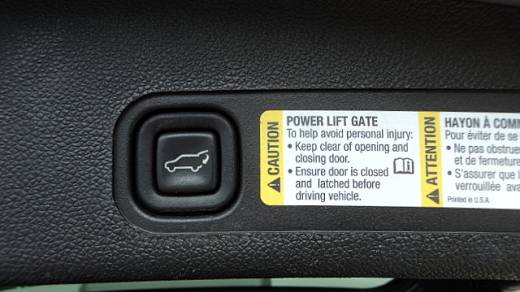 CAUTION
POWER LIFT GATE
To help avoid personal injury:
• Keep clear of opening and
closing door.
• Ensure door is closed
and latched before
driving vehicle.
ATTENTION
HAYON À COMM
Pour éviter de se
• Ne pas obstrue
et de fermeture
• S'assurer que l
verrouillée ava
Printed in U.S.A.